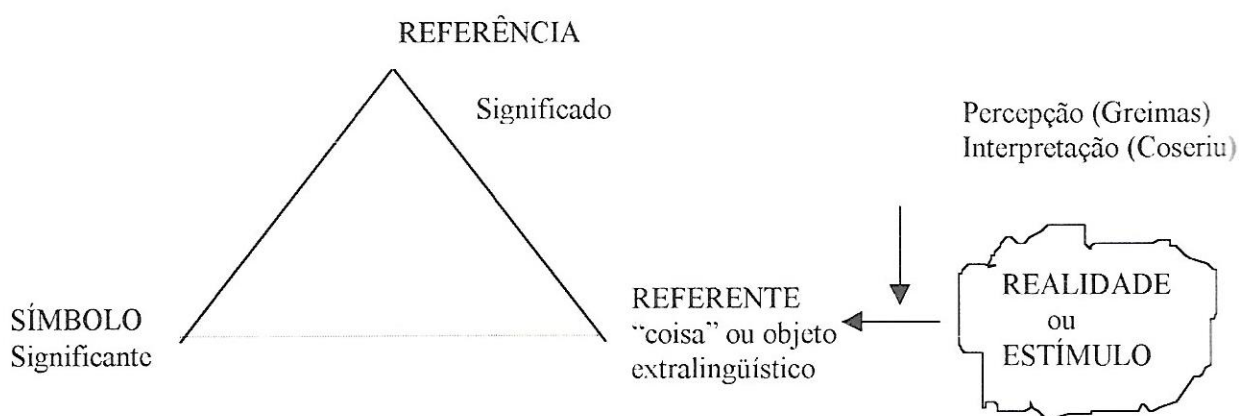 REFERÊNCIA
Significado
Percepção (Greimas)
Interpretação (Coseriu)
SÍMBOLO
Significante
REFERENTE
“coisa” ou objeto
extralingüístico
REALIDADE
ou
ESTÍMULO